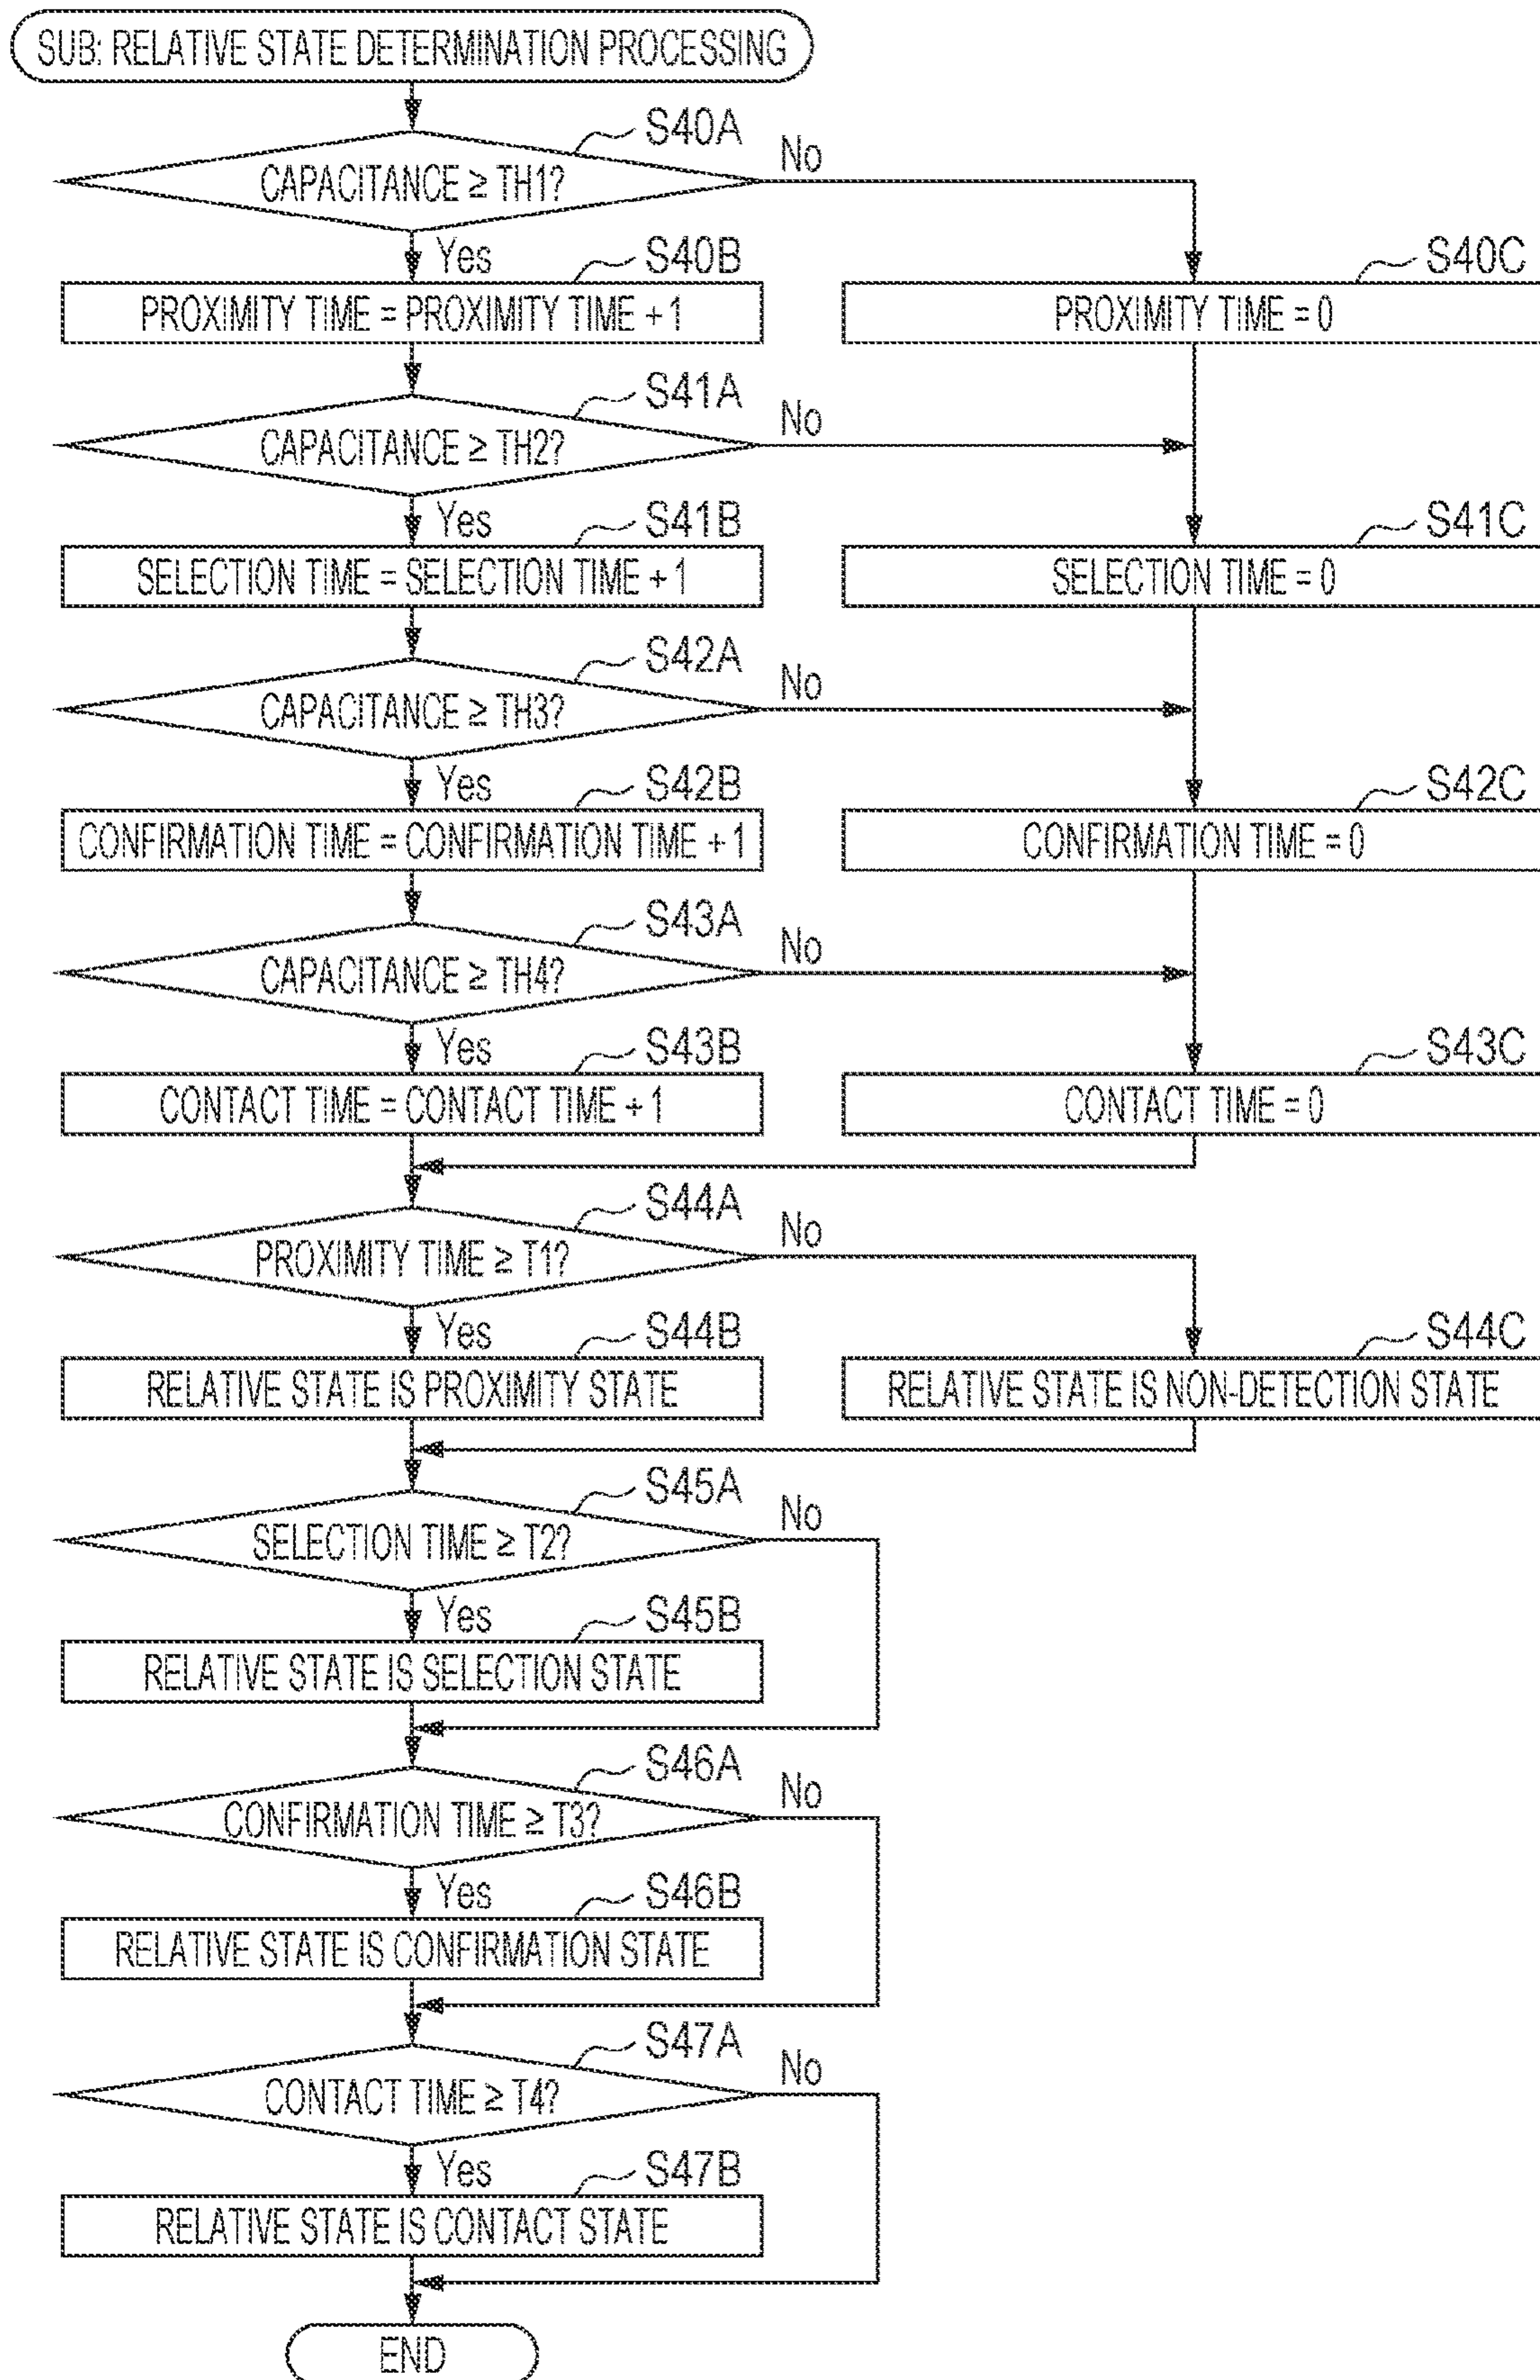 SUB: RELATIVE STATE DETERMINATION PROCESSING
S40A
CAPACITANCE ≥ TH1?
No
Yes
S40B
PROXIMITY TIME = PROXIMITY TIME + 1
S40C
PROXIMITY TIME = 0
S41A
CAPACITANCE ≥ TH2?
No
Yes
S41B
SELECTION TIME = SELECTION TIME + 1
S41C
SELECTION TIME = 0
S42A
CAPACITANCE ≥ TH3?
No
Yes
S42B
CONFIRMATION TIME = CONFIRMATION TIME + 1
S42C
CONFIRMATION TIME = 0
S43A
CAPACITANCE ≥ TH4?
No
Yes
S43B
CONTACT TIME = CONTACT TIME + 1
S43C
CONTACT TIME = 0
S44A
PROXIMITY TIME ≥ T1?
No
Yes
S44B
RELATIVE STATE IS PROXIMITY STATE
S44C
RELATIVE STATE IS NON-DETECTION STATE
S45A
SELECTION TIME ≥ T2?
No
Yes
S45B
RELATIVE STATE IS SELECTION STATE
S46A
CONFIRMATION TIME ≥ T3?
No
Yes
S46B
RELATIVE STATE IS CONFIRMATION STATE
S47A
CONTACT TIME ≥ T4?
No
Yes
S47B
RELATIVE STATE IS CONTACT STATE
END